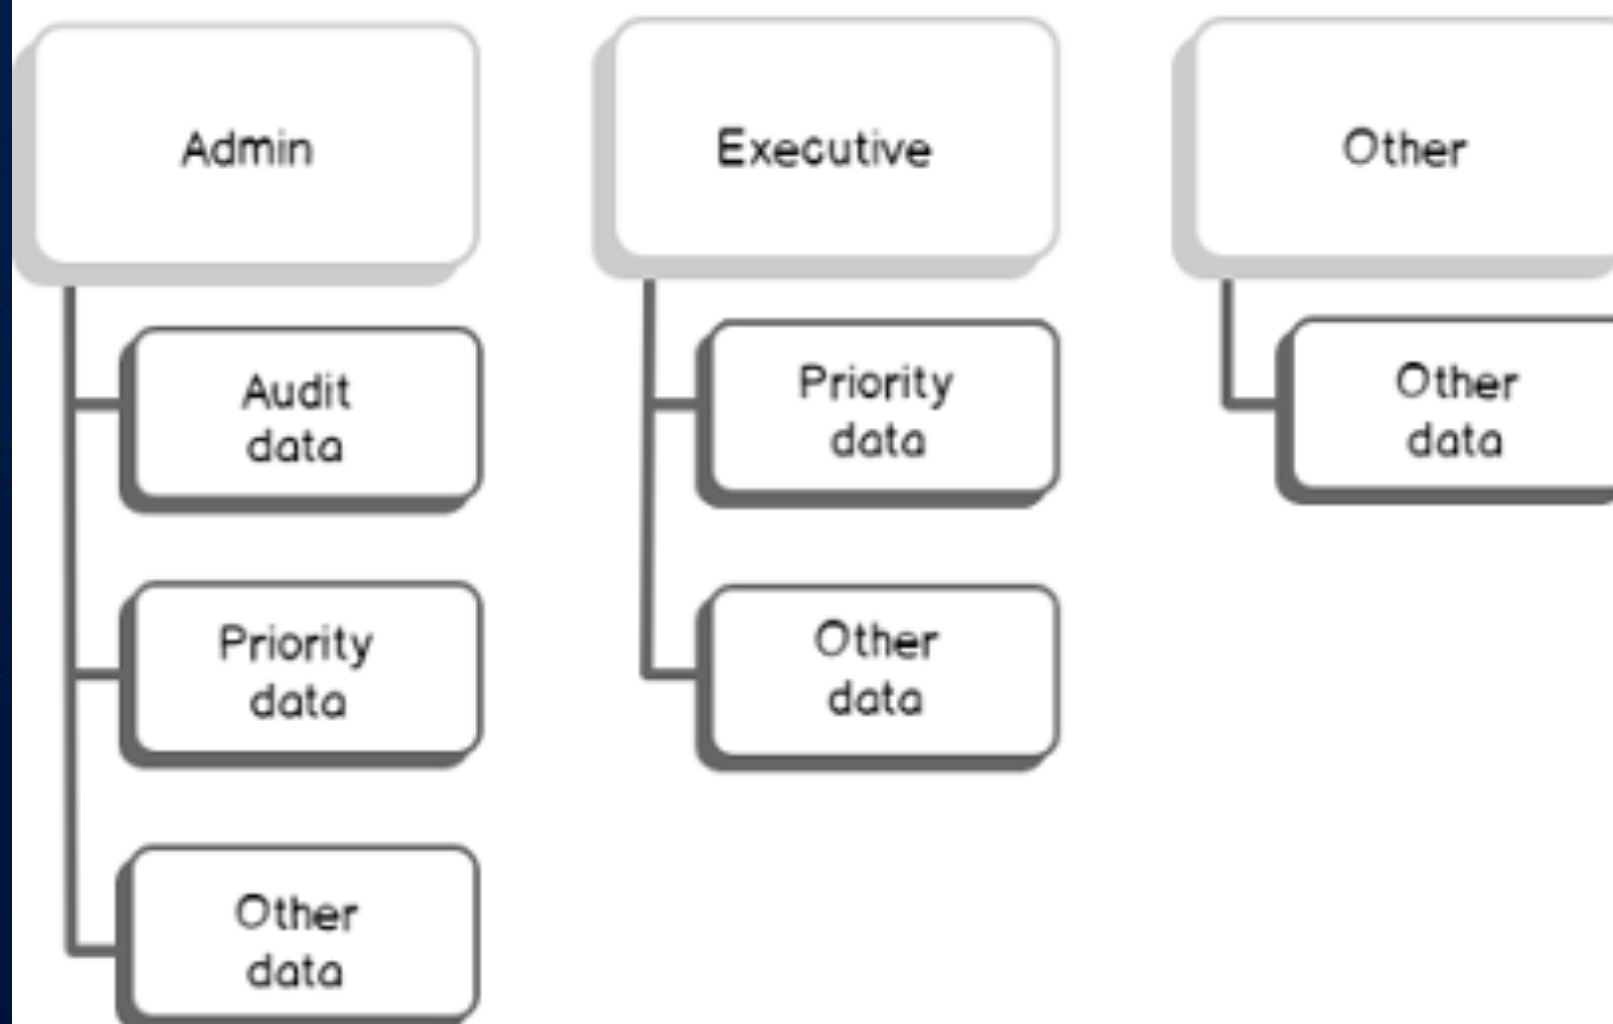 Admin
Audit
data
Priority
data
Other
data
Executive
Priority
data
Other
data
Other
Other
data